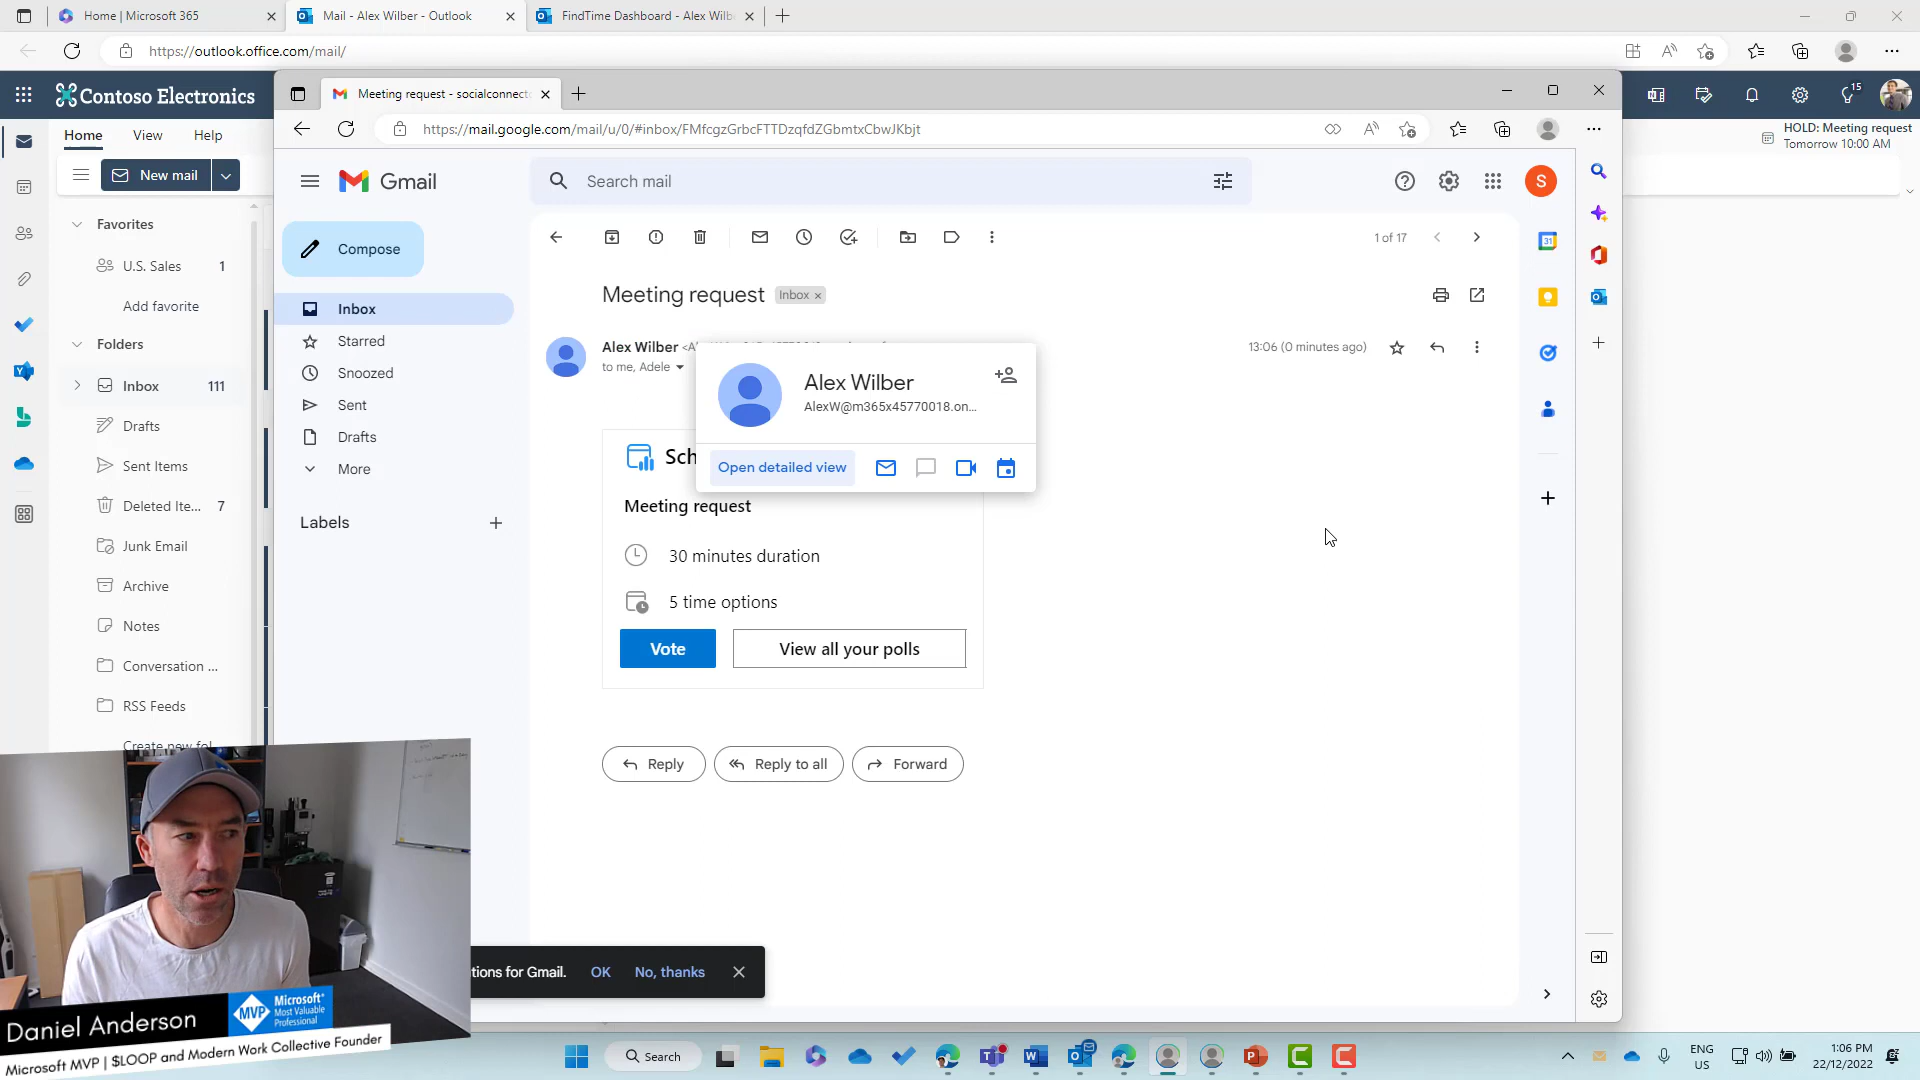 Home | Microsoft 365
Mail - Alex Wilber - Outlook
FindTime Dashboard - Alex Wilb
https://outlook.office.com/mail/
Contoso Electronics
15
Meeting request - socialconnect
https://mail.google.com/mail/u/0/#inbox/FMfcgzGrbcFTTDzqfdZGbmtxCbwJKbjt
HOLD: Meeting request
Tomorrow 10:00 AM
Home
View
Help
New mail
Favorites
U.S. Sales 1
Add favorite
Folders
Inbox 111
Drafts
Sent Items
Deleted Ite... 7
Junk Email
Archive
Notes
Conversation ...
RSS Feeds
Create new fol
Gmail
Search mail
S
Compose
Inbox
Starred
Snoozed
Sent
Drafts
More
Labels
1 of 17
Meeting request
Inbox x
Alex Wilber
to me, Adele
13:06 (0 minutes ago)
Alex Wilber
AlexW@m365x45770018.on...
Open detailed view
Sch
Meeting request
30 minutes duration
5 time options
Vote
View all your polls
Reply
Reply to all
Forward
31
tions for Gmail.
OK
No, thanks
Daniel Anderson
MVP
Microsoft®
Most Valuable
Professional
Microsoft MVP | $LOOP and Modern Work Collective Founder
Search
ENG
US
1:06 PM
22/12/2022